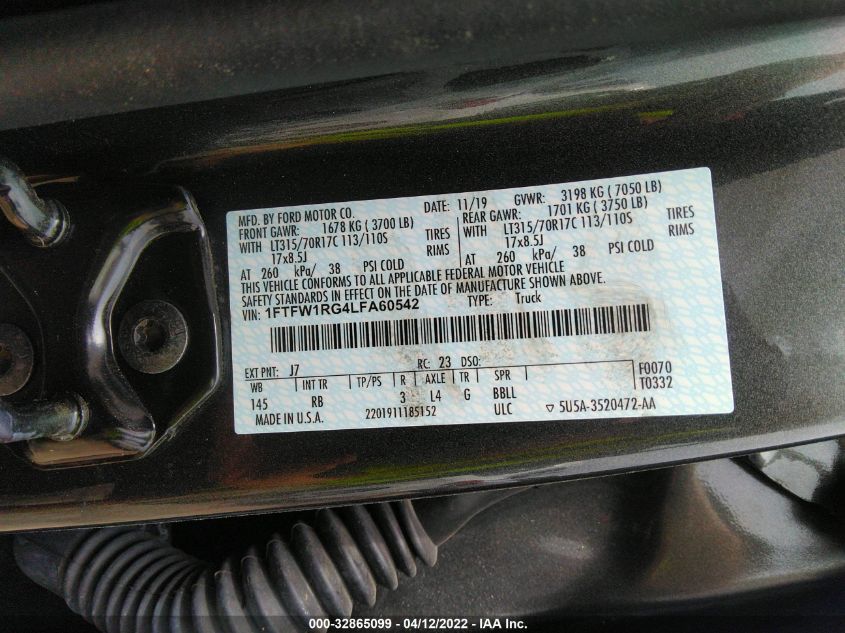 MFD. BY FORD MOTOR CO. DATE: 11/19 GVWR: 3198 KG ( 7050 LB)
FRONT GAWR: 1678 KG ( 3700 LB) REAR GAWR: 1701 KG ( 3750 LB)
WITH LT315/70R17C 113/110S TIRES WITH LT315/70R17C 113/110S TIRES
17x8.5J RIMS 17x8.5J RIMS
AT 260 kPa/ 38 PSI COLD AT 260 kPa/ 38 PSI COLD
THIS VEHICLE CONFORMS TO ALL APPLICABLE FEDERAL MOTOR VEHICLE
SAFETY STANDARDS IN EFFECT ON THE DATE OF MANUFACTURE SHOWN ABOVE.
VIN: 1FTFW1RG4LFA60542 TYPE: Truck
EXT PNT: J7 RC: 23 DSO: F0070
WB INT TR TP/PS R AXLE TR SPR T0332
145 RB 3 L4 G BBLL
MADE IN U.S.A. 2201911185152 ULC ▽ 5U5A-3520472-AA
000-32865099 - 04/12/2022 - IAA Inc.